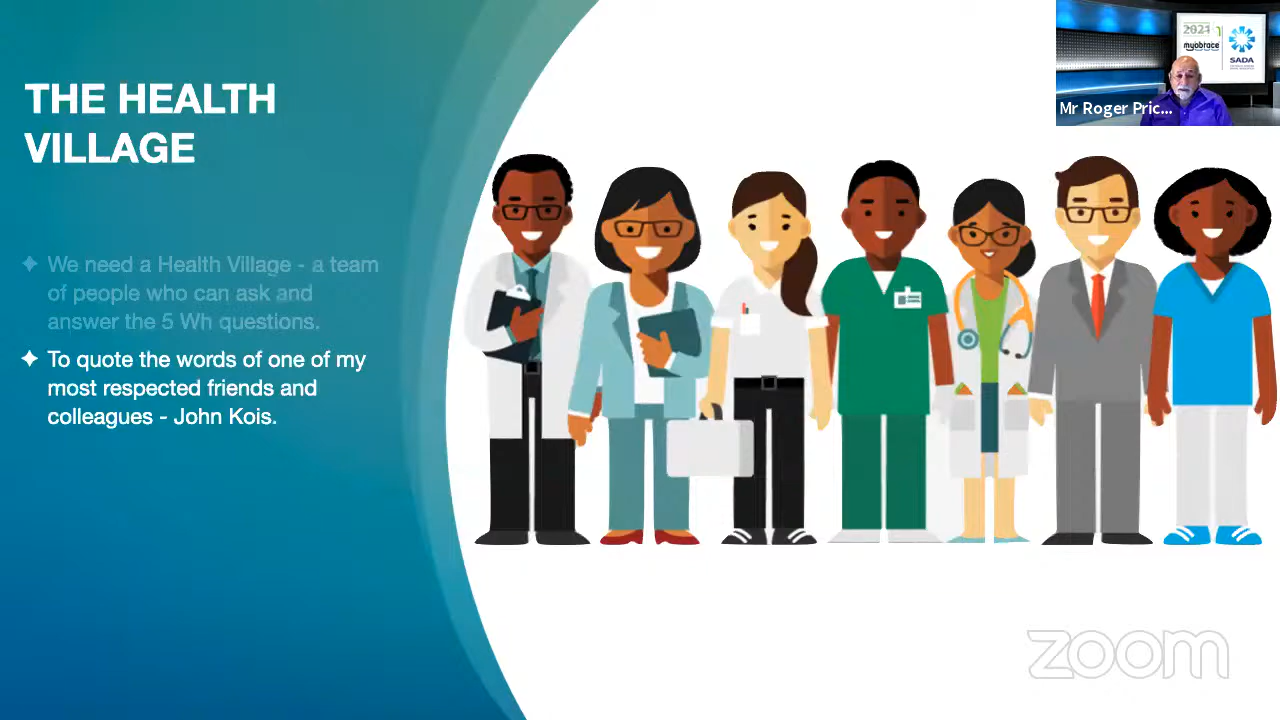 THE HEALTH
VILLAGE
We need a Health Village - a team
of people who can ask and
answer the 5 Wh questions.
To quote the words of one of my
most respected friends and
colleagues - John Kois.
2021
myobrace
SADA
Mr Roger Pric...
zoom